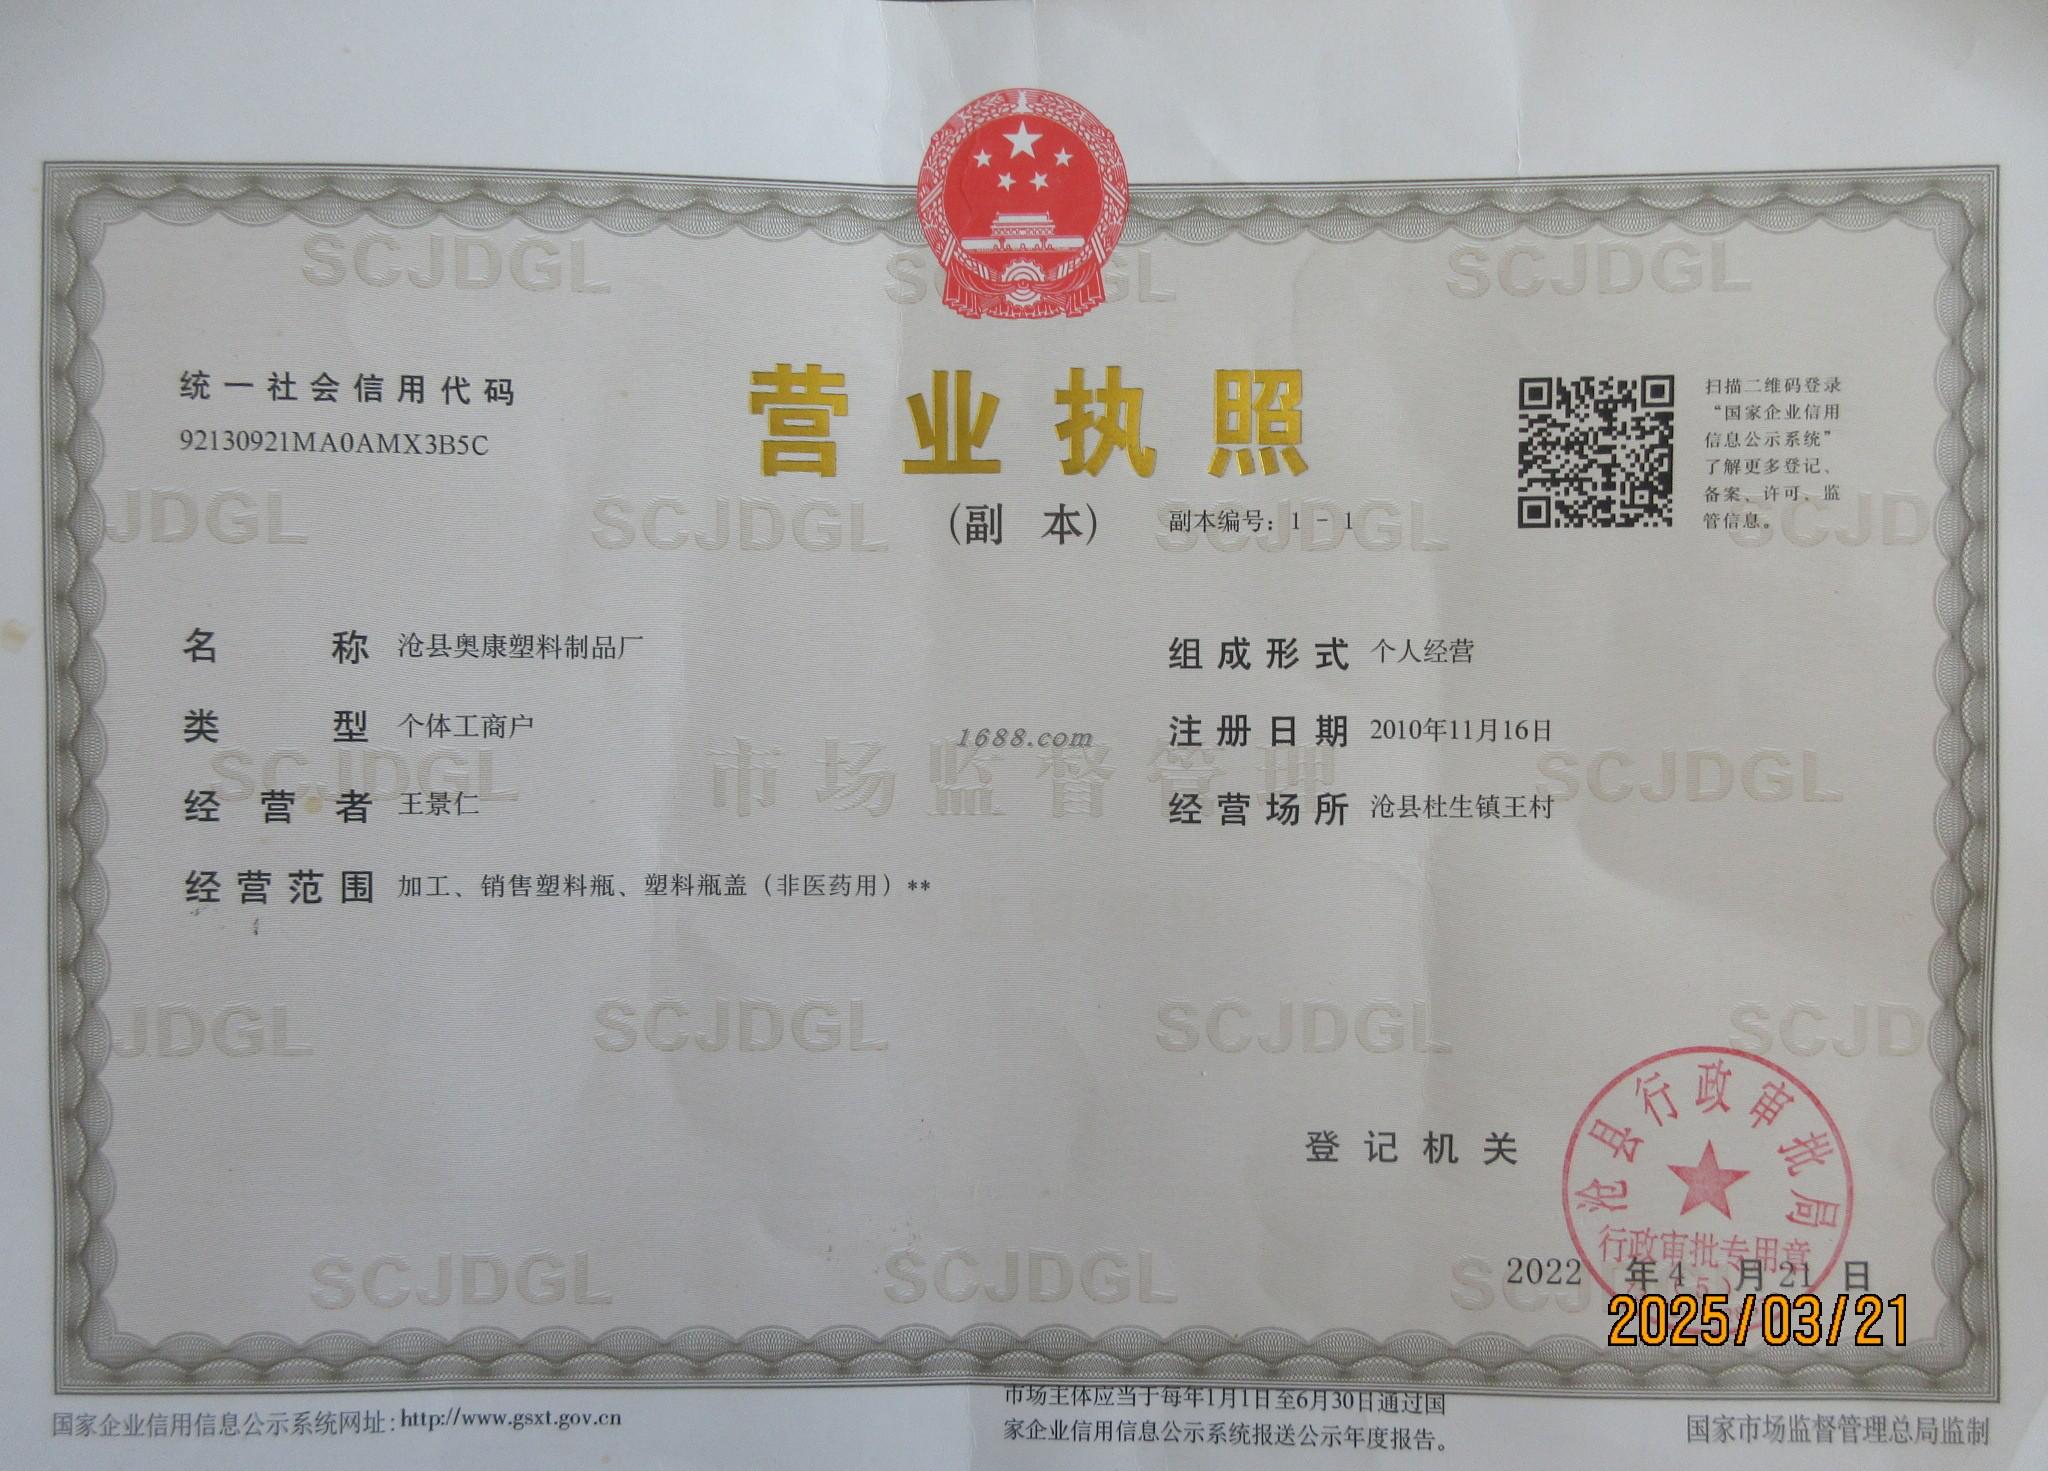 统一社会信用代码
92130921MA0AMX3B5C
营业执照
(副 本) 副本编号：1 - 1
扫描二维码登录
“国家企业信用
信息公示系统”
了解更多登记、
备案、许可、监
管信息。
名 称 沧县奥康塑料制品厂
类 型 个体工商户
经 营 者 王景仁
经营范围 加工、销售塑料瓶、塑料瓶盖（非医药用）**
组成形式 个人经营
注册日期 2010年11月16日
经营场所 沧县杜生镇王村
1688.com
市场监督管理
SCJDGL
登记机关
沧县行政审批局
行政审批专用章
2022 年 4 月 21 日
2025/03/21
国家企业信用信息公示系统网址：http://www.gsxt.gov.cn
市场主体应当于每年1月1日至6月30日通过国
家企业信用信息公示系统报送公示年度报告。
国家市场监督管理总局监制